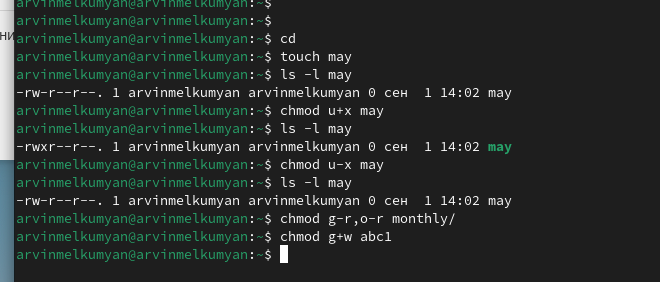 ни
arvinmelkumyan@arvinmelkumyan:~$
arvinmelkumyan@arvinmelkumyan:~$
arvinmelkumyan@arvinmelkumyan:~$ cd
arvinmelkumyan@arvinmelkumyan:~$ touch may
arvinmelkumyan@arvinmelkumyan:~$ ls -l may
-rw-r--r--. 1 arvinmelkumyan arvinmelkumyan 0 сен  1 14:02 may
arvinmelkumyan@arvinmelkumyan:~$ chmod u+x may
arvinmelkumyan@arvinmelkumyan:~$ ls -l may
-rwxr--r--. 1 arvinmelkumyan arvinmelkumyan 0 сен  1 14:02 may
arvinmelkumyan@arvinmelkumyan:~$ chmod u-x may
arvinmelkumyan@arvinmelkumyan:~$ ls -l may
-rw-r--r--. 1 arvinmelkumyan arvinmelkumyan 0 сен  1 14:02 may
arvinmelkumyan@arvinmelkumyan:~$ chmod g-r,o-r monthly/
arvinmelkumyan@arvinmelkumyan:~$ chmod g+w abc1
arvinmelkumyan@arvinmelkumyan:~$